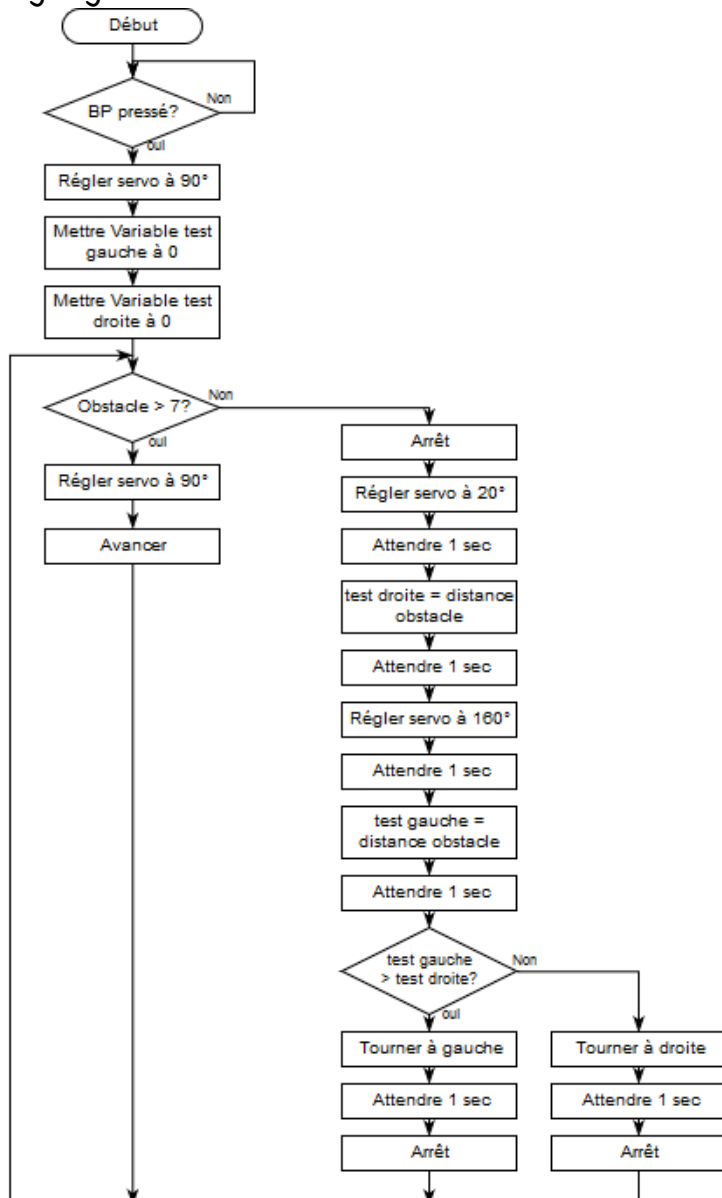 Début
BP pressé?
Non
oui
Régler servo à 90°
Mettre Variable test
gauche à 0
Mettre Variable test
droite à 0
Obstacle > 7?
Non
oui
Régler servo à 90°
Avancer
Arrêt
Régler servo à 20°
Attendre 1 sec
test droite = distance
obstacle
Attendre 1 sec
Régler servo à 160°
Attendre 1 sec
test gauche =
distance obstacle
Attendre 1 sec
test gauche
> test droite?
Non
oui
Tourner à gauche
Attendre 1 sec
Arrêt
Tourner à droite
Attendre 1 sec
Arrêt